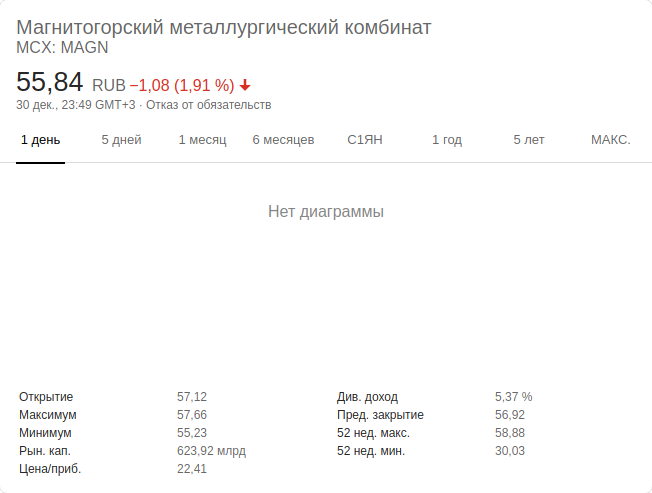 Магнитогорский металлургический комбинат
MCX: MAGN
55,84 RUB −1,08 (1,91 %)
30 дек., 23:49 GMT+3 · Отказ от обязательств
1 день 5 дней 1 месяц 6 месяцев С1ЯН 1 год 5 лет МАКС.
Нет диаграммы
Открытие 57,12 Див. доход 5,37 %
Максимум 57,66 Пред. закрытие 56,92
Минимум 55,23 52 нед. макс. 58,88
Рын. кап. 623,92 млрд 52 нед. мин. 30,03
Цена/приб. 22,41